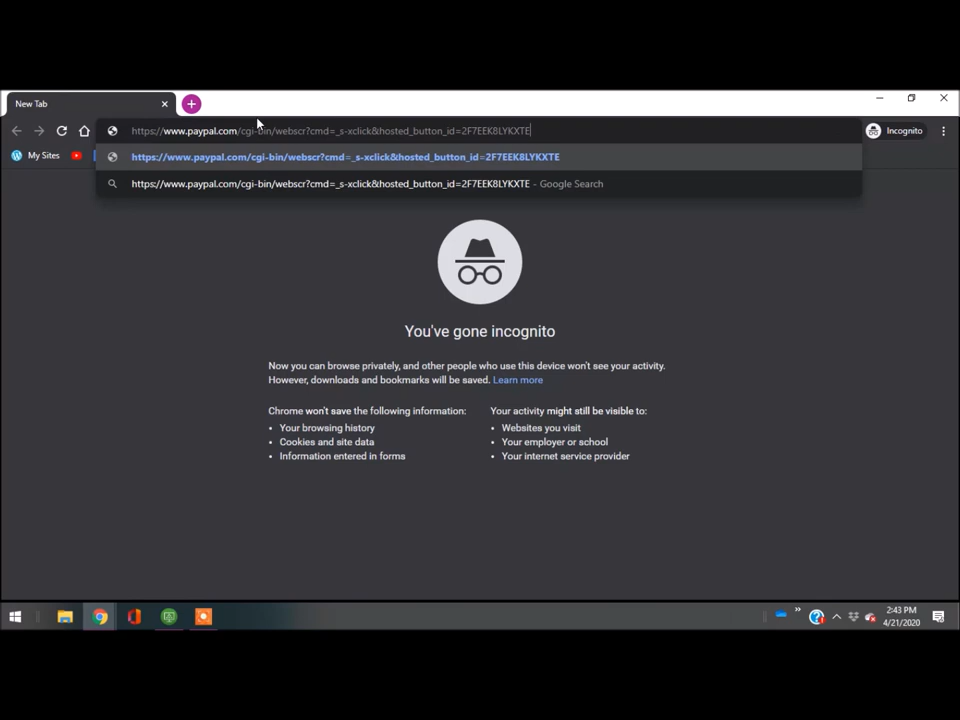 New Tab
https://www.paypal.com/cgi-bin/webscr?cmd=_s-xclick&hosted_button_id=2F7EEK8LYKXTE
Incognito
My Sites
https://www.paypal.com/cgi-bin/webscr?cmd=_s-xclick&hosted_button_id=2F7EEK8LYKXTE
https://www.paypal.com/cgi-bin/webscr?cmd=_s-xclick&hosted_button_id=2F7EEK8LYKXTE - Google Search
You've gone incognito
Now you can browse privately, and other people who use this device won't see your activity.
However, downloads and bookmarks will be saved. Learn more
Chrome won't save the following information:
• Your browsing history
• Cookies and site data
• Information entered in forms
Your activity might still be visible to:
• Websites you visit
• Your employer or school
• Your internet service provider
2:43 PM
4/21/2020